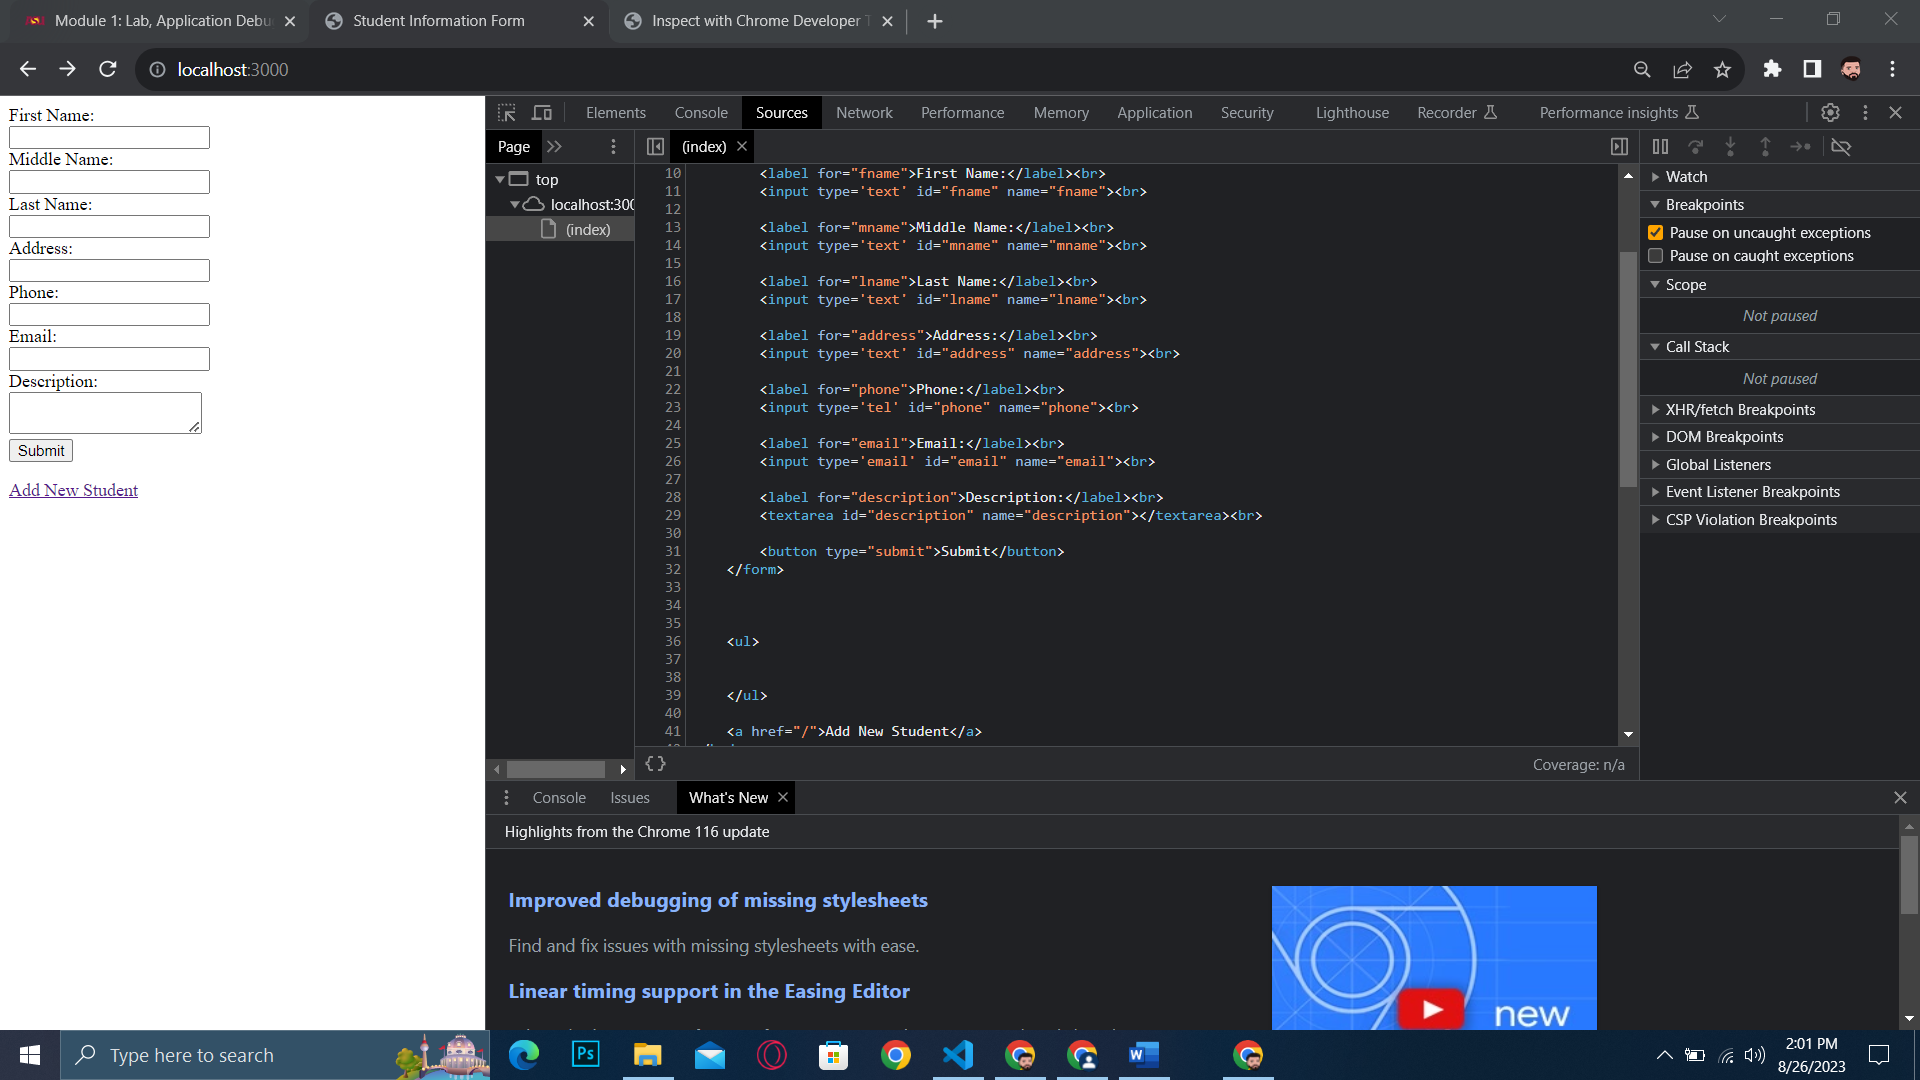 Module 1: Lab, Application Debu
Student Information Form
Inspect with Chrome Developer T
localhost:3000
First Name:
Middle Name:
Last Name:
Address:
Phone:
Email:
Description:
Submit
Add New Student
Elements Console Sources Network Performance Memory Application Security Lighthouse Recorder Performance insights
Page
(index)
top
localhost:300
(index)
10 <label for="fname">First Name:</label><br>
11 <input type='text' id="fname" name="fname"><br>
12
13 <label for="mname">Middle Name:</label><br>
14 <input type='text' id="mname" name="mname"><br>
15
16 <label for="lname">Last Name:</label><br>
17 <input type='text' id="lname" name="lname"><br>
18
19 <label for="address">Address:</label><br>
20 <input type='text' id="address" name="address"><br>
21
22 <label for="phone">Phone:</label><br>
23 <input type='tel' id="phone" name="phone"><br>
24
25 <label for="email">Email:</label><br>
26 <input type='email' id="email" name="email"><br>
27
28 <label for="description">Description:</label><br>
29 <textarea id="description" name="description"></textarea><br>
30
31 <button type="submit">Submit</button>
32 </form>
33
34
35
36 <ul>
37
38
39 </ul>
40
41 <a href="/">Add New Student</a>
{}
Coverage: n/a
Watch
Breakpoints
Pause on uncaught exceptions
Pause on caught exceptions
Scope
Not paused
Call Stack
Not paused
XHR/fetch Breakpoints
DOM Breakpoints
Global Listeners
Event Listener Breakpoints
CSP Violation Breakpoints
Console Issues What's New
Highlights from the Chrome 116 update
Improved debugging of missing stylesheets
Find and fix issues with missing stylesheets with ease.
Linear timing support in the Easing Editor
new
Type here to search
Ps
W
2:01 PM
8/26/2023